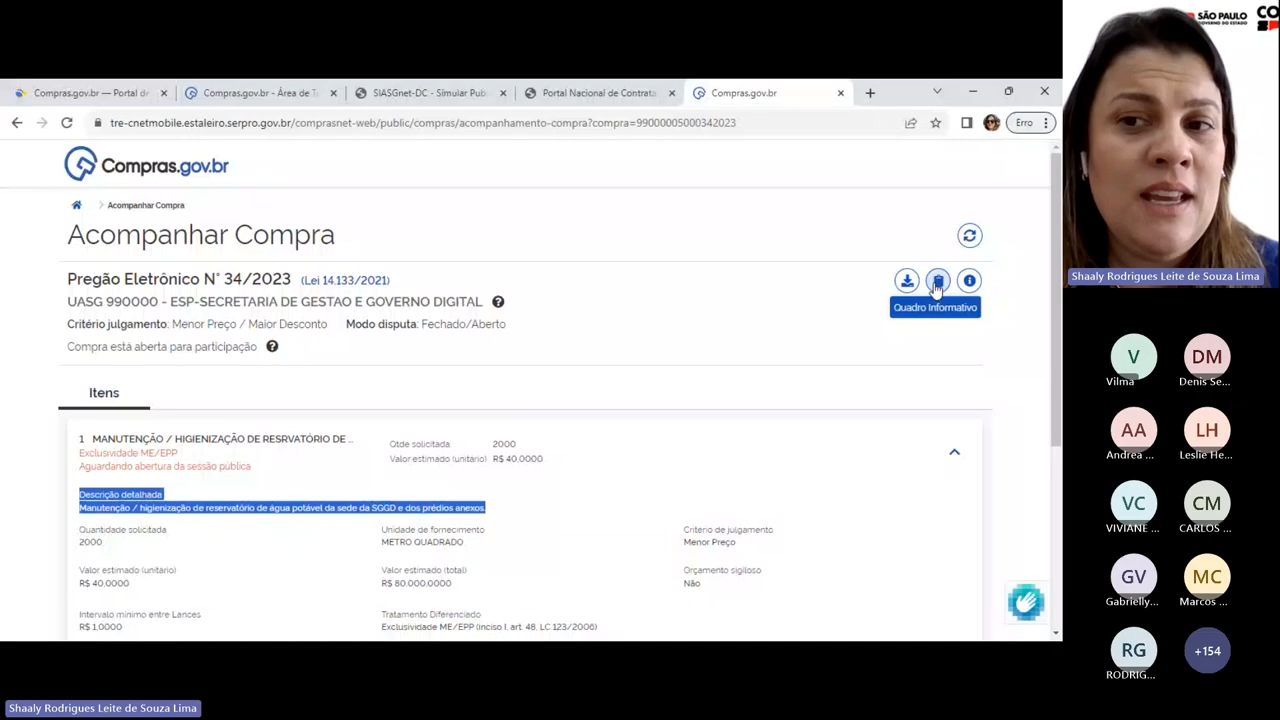 SÃO PAULO
GOVERNO DO ESTADO
CO
Compras.gov.br — Portal de
Compras.gov.br - Área de T
SIASGnet-DC - Simular Publ
Portal Nacional de Contrata
Compras.gov.br
tre-cnetmobile.estaleiro.serpro.gov.br/comprasnet-web/public/compras/acompanhamento-compra?compra=99000005000342023
Erro
Compras.gov.br
Acompanhar Compra
Acompanhar Compra
Pregão Eletrônico N° 34/2023 (Lei 14.133/2021)
UASG 990000 - ESP-SECRETARIA DE GESTAO E GOVERNO DIGITAL
Quadro Informativo
Critério julgamento: Menor Preço / Maior Desconto Modo disputa: Fechado/Aberto
Compra está aberta para participação
Itens
1 MANUTENÇÃO / HIGIENIZAÇÃO DE RESRVATÓRIO DE ...
Exclusividade ME/EPP
Aguardando abertura da sessão pública
Qtde solicitada 2000
Valor estimado (unitário) R$ 40,0000
Descrição detalhada
Manutenção / higienização de reservatório de água potável da sede da SGGD e dos prédios anexos.
Quantidade solicitada Unidade de fornecimento Critério de julgamento
2000 METRO QUADRADO Menor Preço
Valor estimado (unitário) Valor estimado (total) Orçamento sigiloso
R$ 40,0000 R$ 80.000,0000 Não
Intervalo mínimo entre Lances Tratamento Diferenciado
R$ 1,0000 Exclusividade ME/EPP (inciso I, art. 48, LC 123/2006)
Shaaly Rodrigues Leite de Souza Lima
V DM
Vilma Denis Se...
AA LH
Andrea ... Leslie He...
VC CM
VIVIANE ... CARLOS ...
GV MC
Gabrielly... Marcos ...
RG +154
RODRIG...
Shaaly Rodrigues Leite de Souza Lima